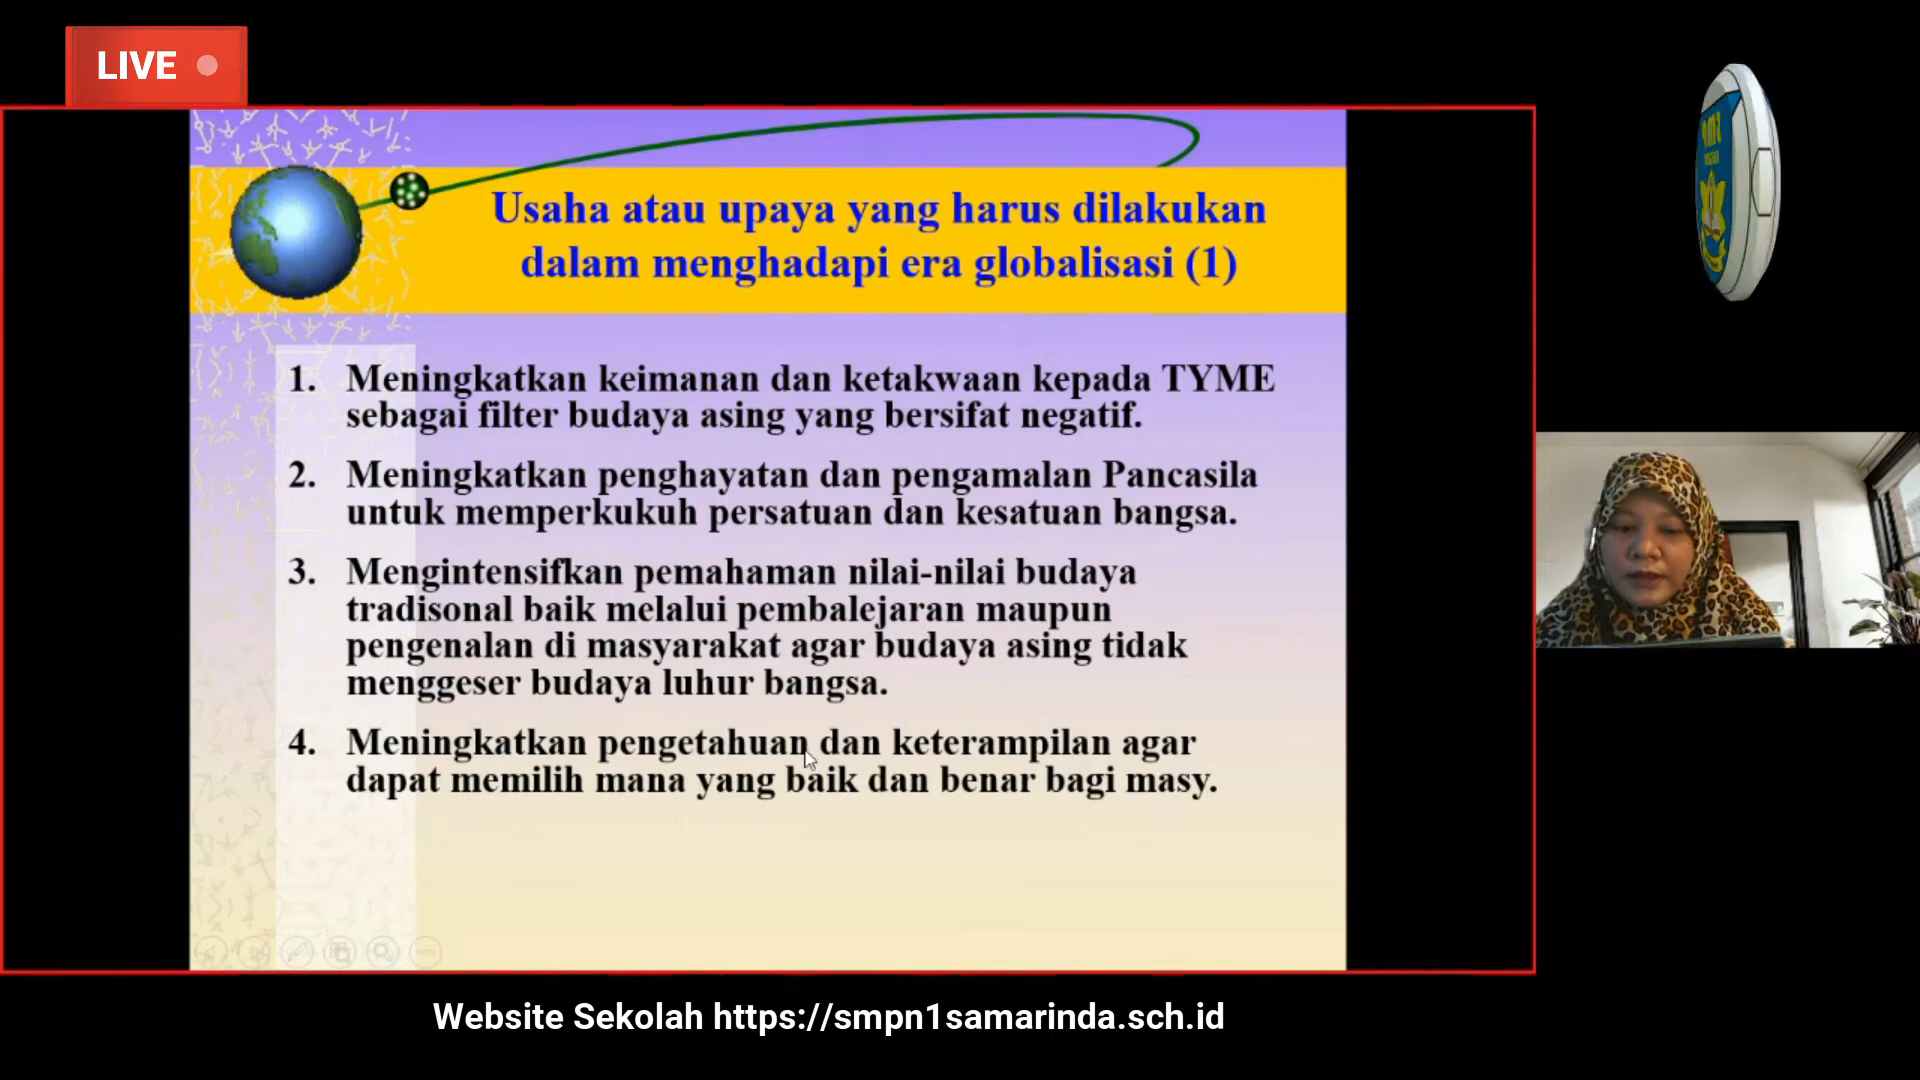 LIVE
Usaha atau upaya yang harus dilakukan
dalam menghadapi era globalisasi (1)
1. Meningkatkan keimanan dan ketakwaan kepada TYME
sebagai filter budaya asing yang bersifat negatif.
2. Meningkatkan penghayatan dan pengamalan Pancasila
untuk memperkukuh persatuan dan kesatuan bangsa.
3. Mengintensifkan pemahaman nilai-nilai budaya
tradisonal baik melalui pembalejaran maupun
pengenalan di masyarakat agar budaya asing tidak
menggeser budaya luhur bangsa.
4. Meningkatkan pengetahuan dan keterampilan agar
dapat memilih mana yang baik dan benar bagi masy.
Website Sekolah https://smpn1samarinda.sch.id